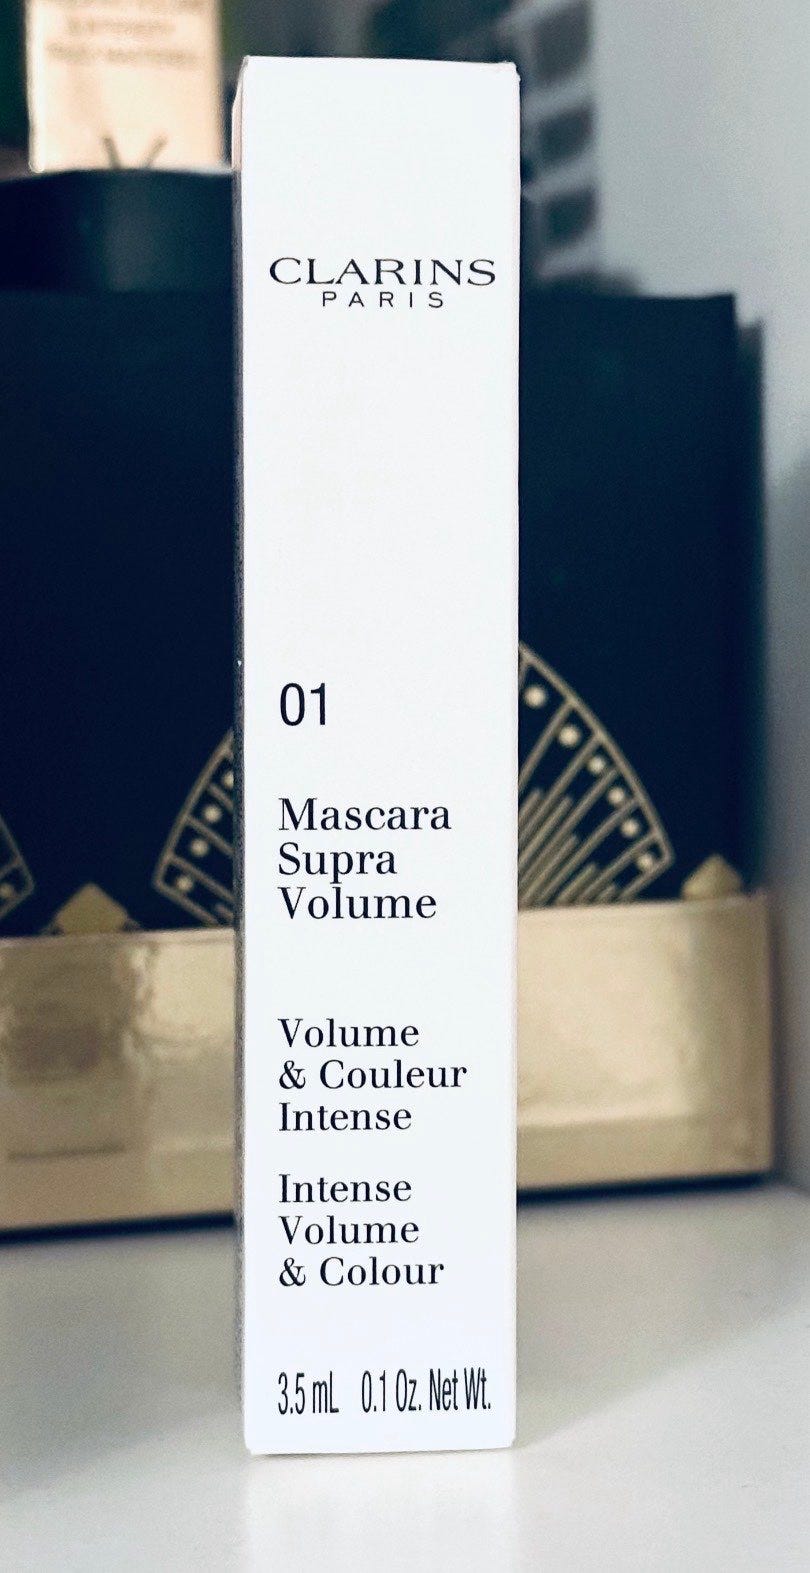 CLARINS
PARIS
01
Mascara
Supra
Volume
Volume
& Couleur
Intense
Intense
Volume
& Colour
3.5 mL 0.1 Oz. Net Wt.